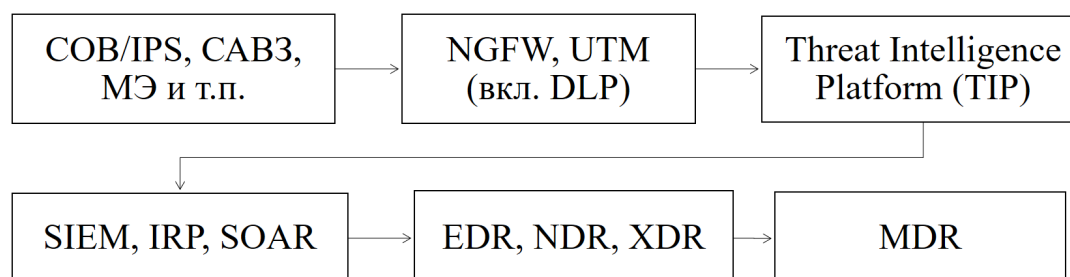 СОВ/IPS, САВЗ,
МЭ и т.п.
NGFW, UTM
(вкл. DLP)
Threat Intelligence
Platform (TIP)
SIEM, IRP, SOAR
EDR, NDR, XDR
MDR